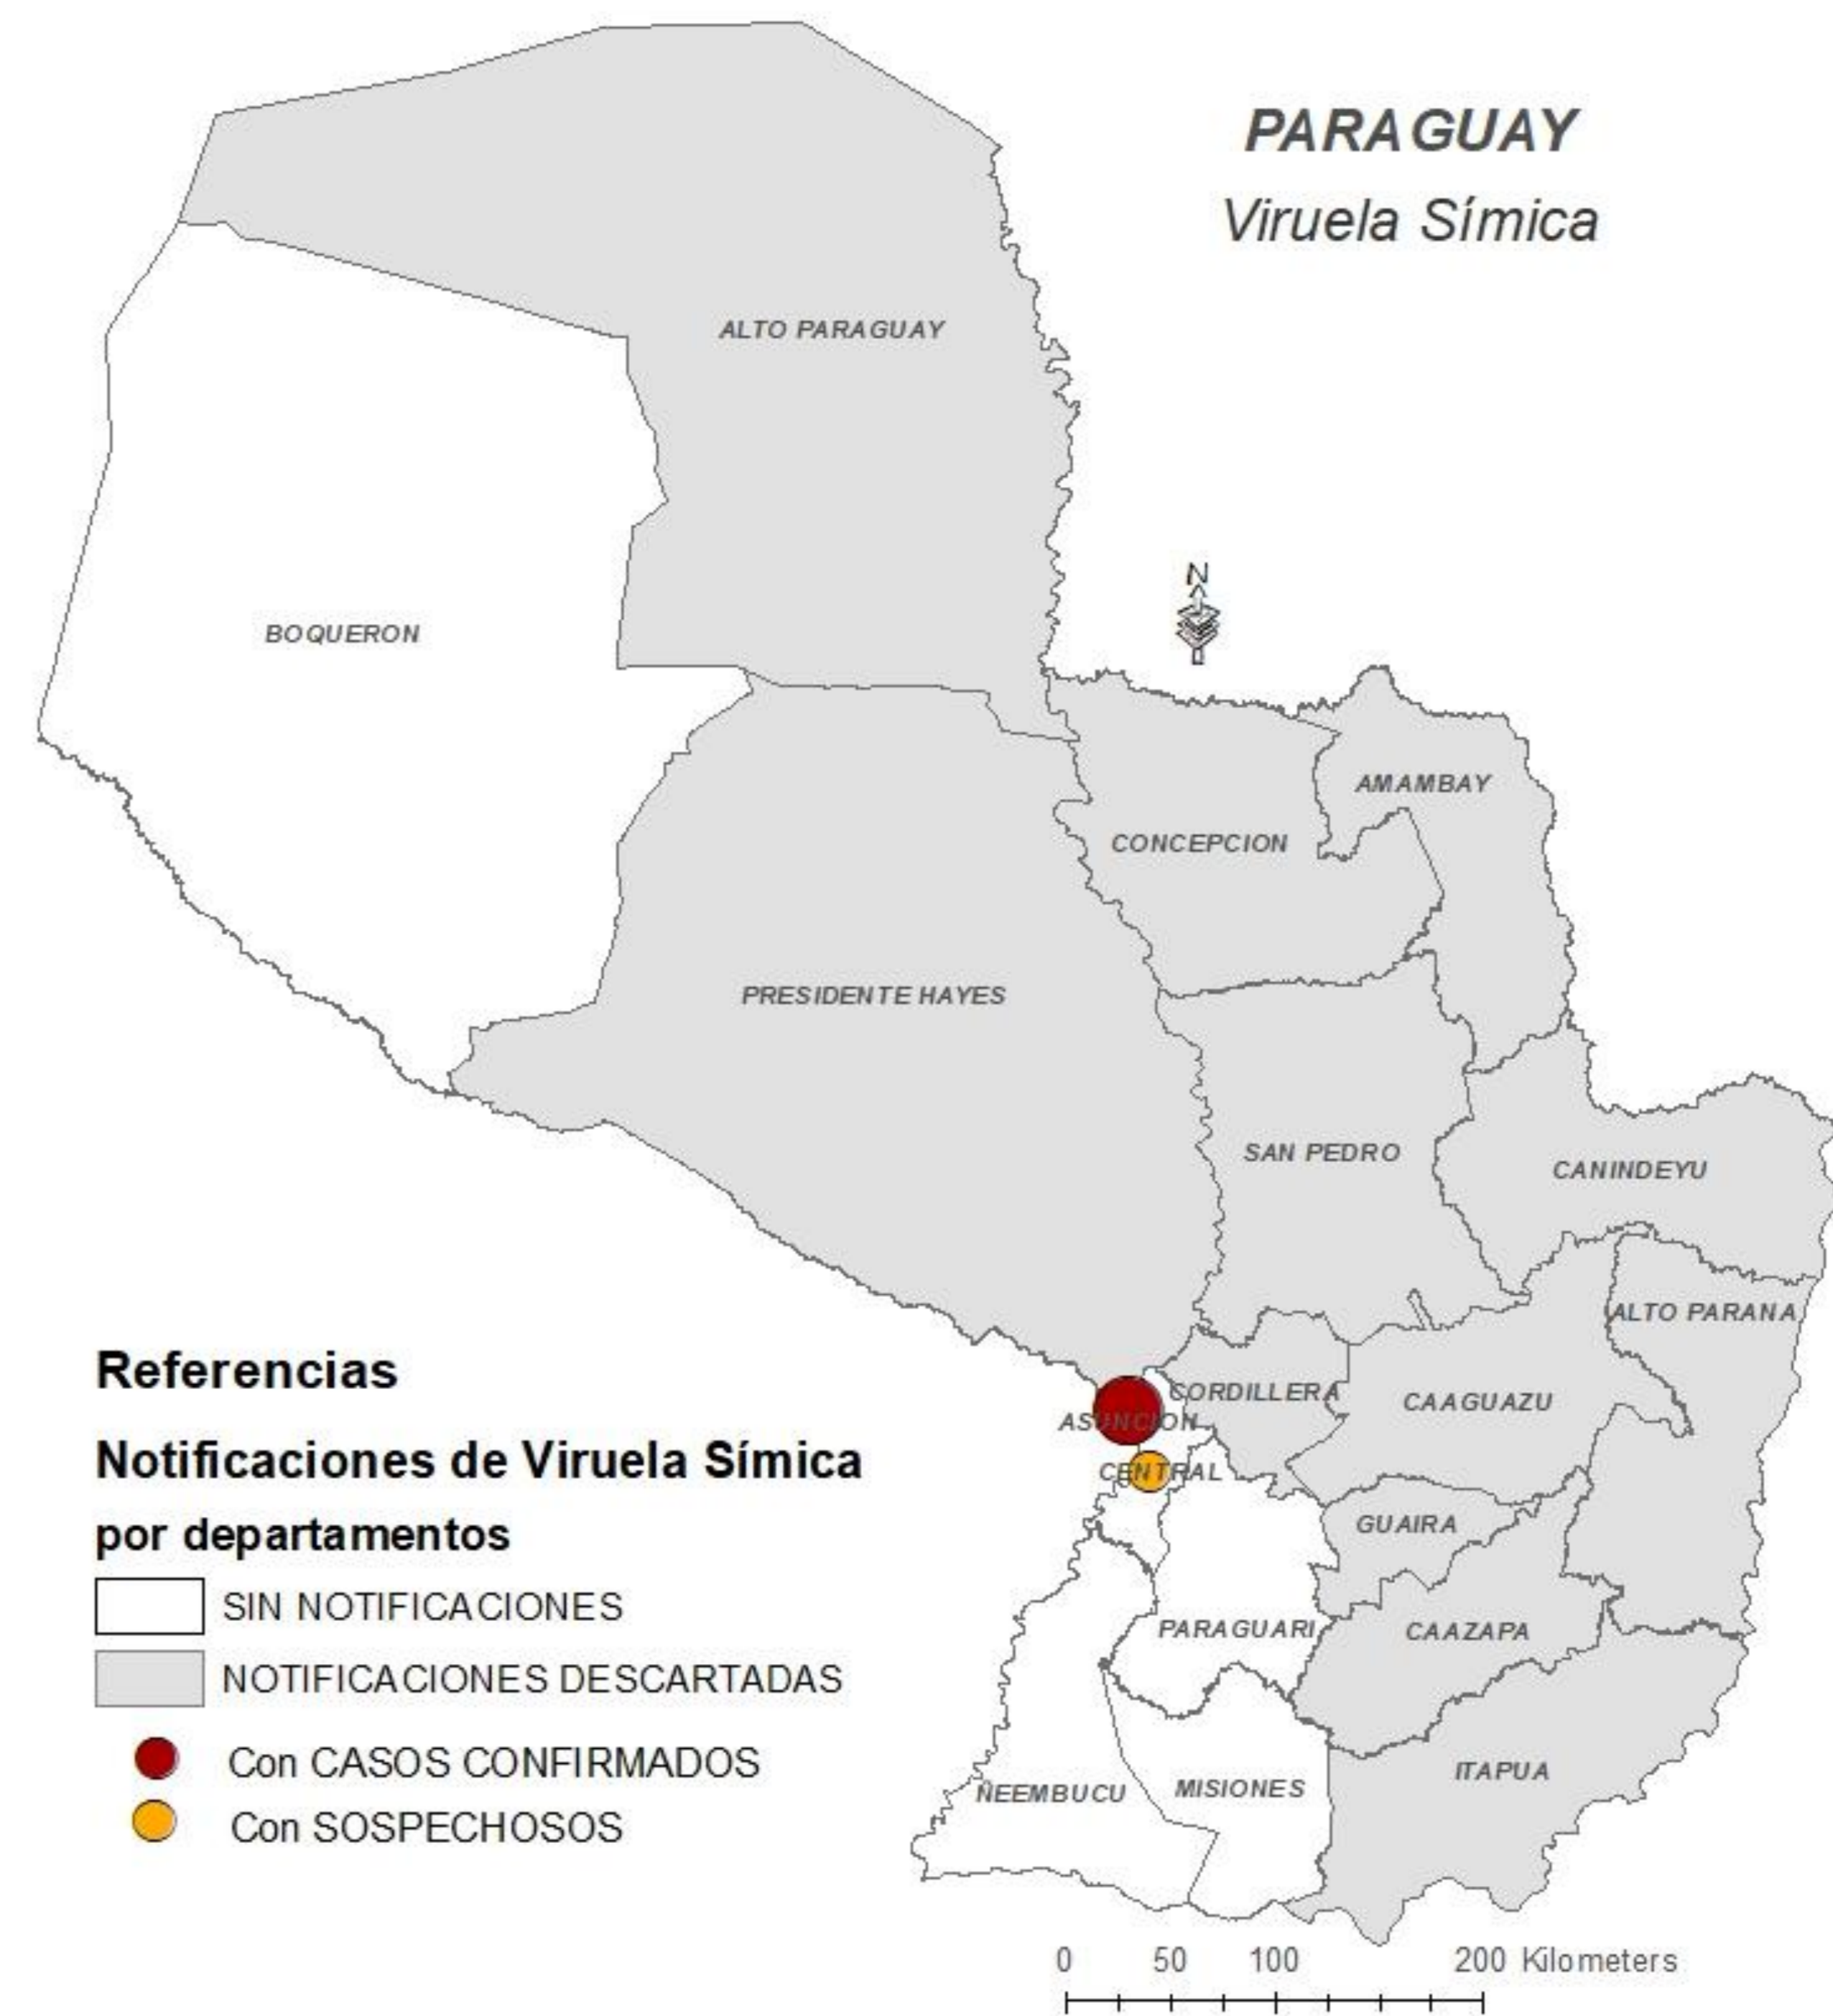 PARAGUAY
Viruela Símica
ALTO PARAGUAY
N
BOQUERON
AMAMBAY
CONCEPCION
PRESIDENTE HAYES
SAN PEDRO
CANINDEYU
ALTO PARANA
CORDILLERA
CAAGUAZU
ASUNCION
CENTRAL
GUAIRA
PARAGUARI
CAAZAPA
ITAPUA
ÑEEMBUCU
MISIONES
Referencias
Notificaciones de Viruela Símica
por departamentos
SIN NOTIFICACIONES
NOTIFICACIONES DESCARTADAS
Con CASOS CONFIRMADOS
Con SOSPECHOSOS
0 50 100 200 Kilometers